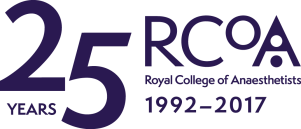 25 YEARS
RCoA
Royal College of Anaesthetists
1992–2017